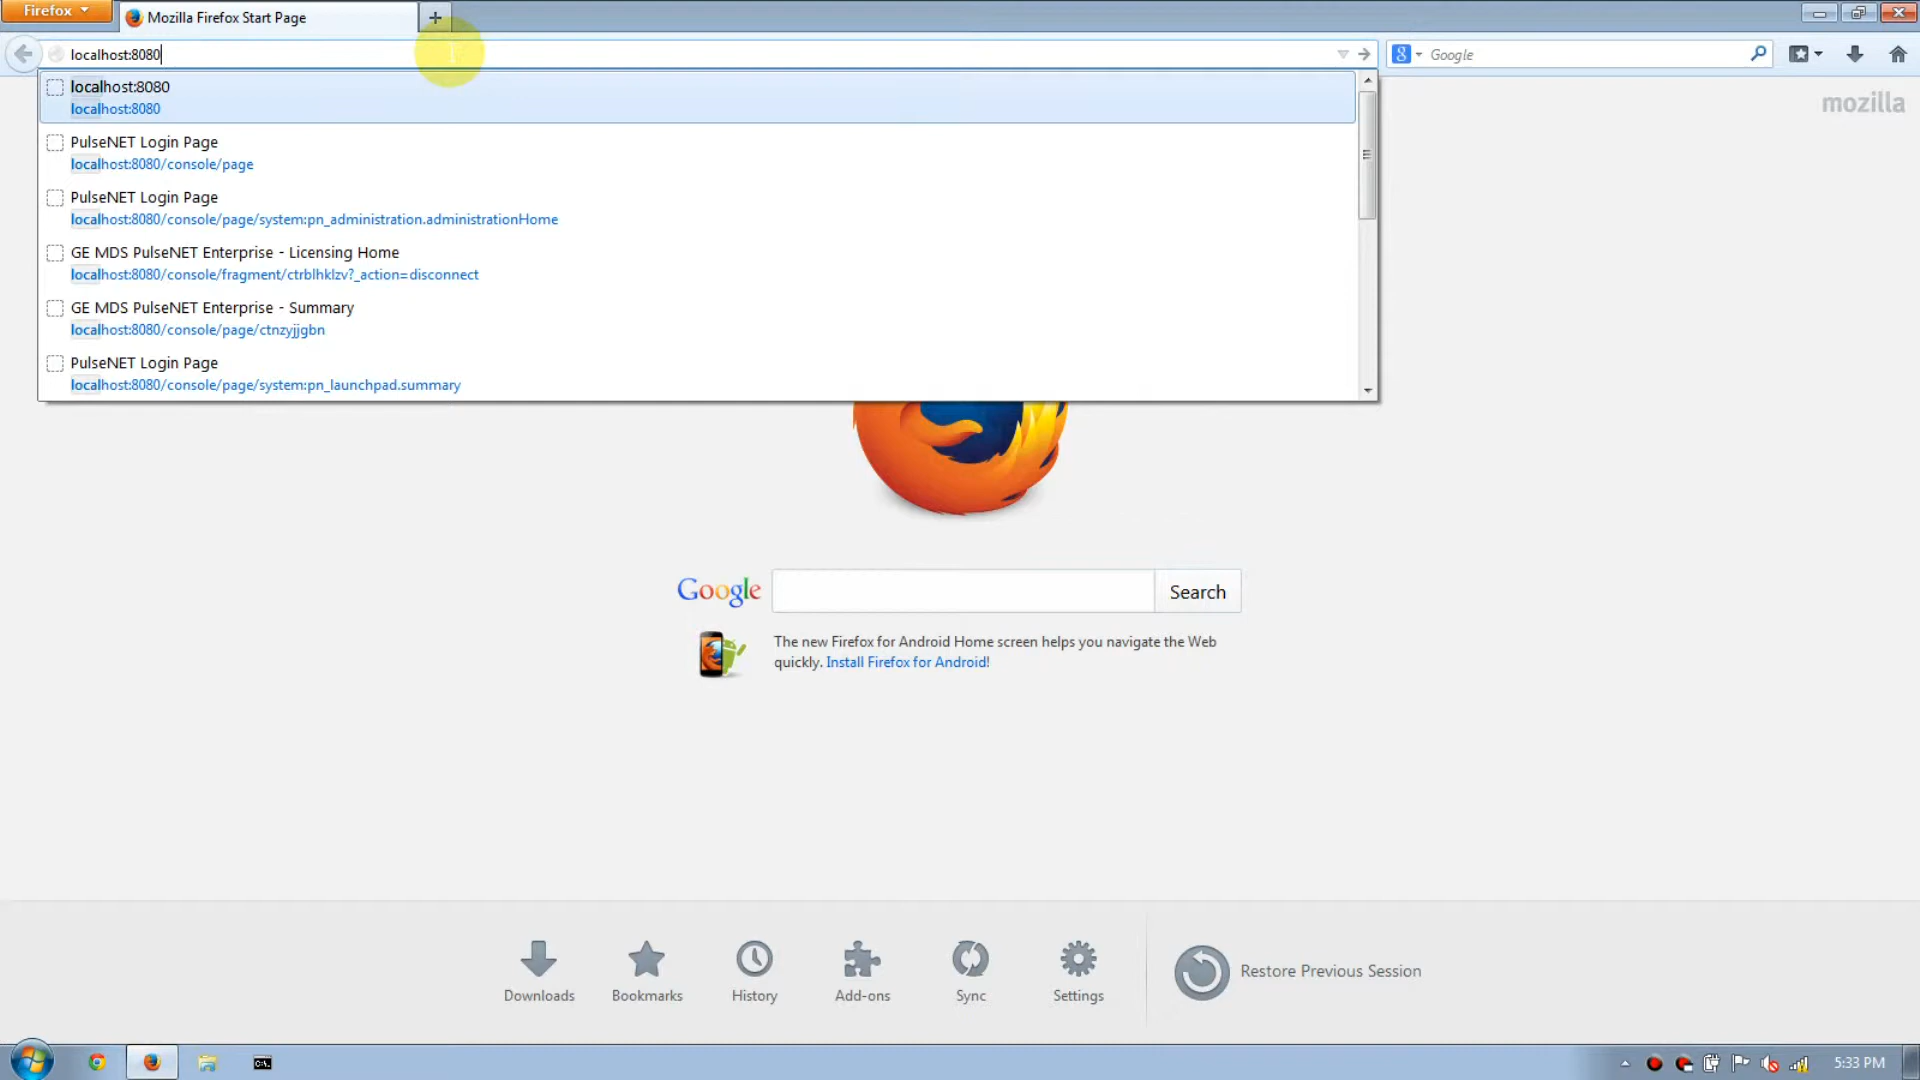 Firefox
Mozilla Firefox Start Page
+
localhost:8080
Google
mozilla
localhost:8080
localhost:8080
PulseNET Login Page
localhost:8080/console/page
PulseNET Login Page
localhost:8080/console/page/system:pn_administration.administrationHome
GE MDS PulseNET Enterprise - Licensing Home
localhost:8080/console/fragment/ctrblhklzv?_action=disconnect
GE MDS PulseNET Enterprise - Summary
localhost:8080/console/page/ctnzyjjgbn
PulseNET Login Page
localhost:8080/console/page/system:pn_launchpad.summary
Google
Search
The new Firefox for Android Home screen helps you navigate the Web
quickly. Install Firefox for Android!
Downloads
Bookmarks
History
Add-ons
Sync
Settings
Restore Previous Session
5:33 PM